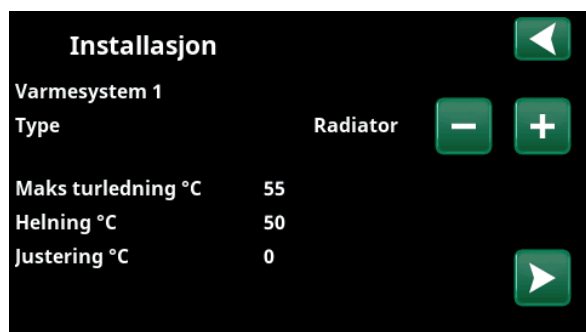 Installasjon
Varmesystem 1
Type Radiator
Maks turledning °C 55
Helning °C 50
Justering °C 0